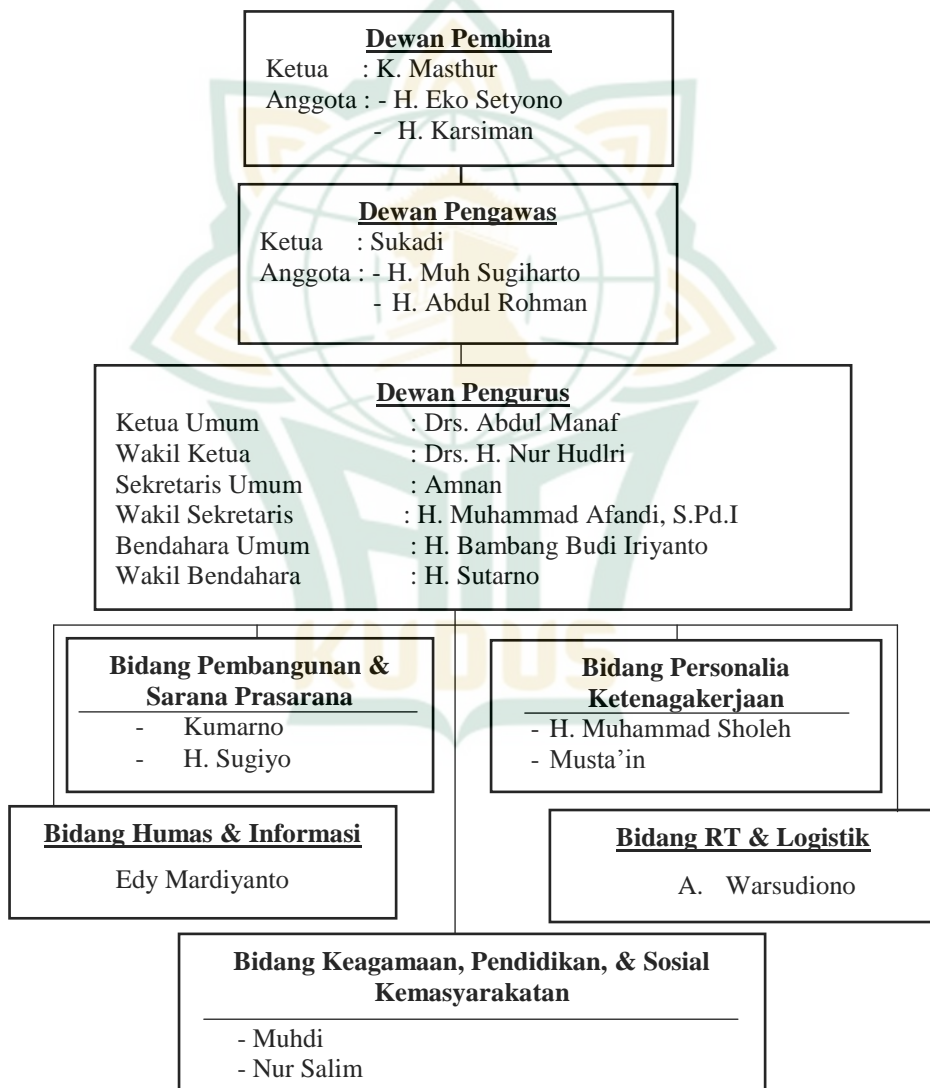 Dewan Pembina
Ketua : K. Masthur
Anggota : - H. Eko Setyono
- H. Karsiman
Dewan Pengawas
Ketua : Sukadi
Anggota : - H. Muh Sugiharto
- H. Abdul Rohman
Dewan Pengurus
Ketua Umum : Drs. Abdul Manaf
Wakil Ketua : Drs. H. Nur Hudlri
Sekretaris Umum : Amnan
Wakil Sekretaris : H. Muhammad Afandi, S.Pd.I
Bendahara Umum : H. Bambang Budi Iriyanto
Wakil Bendahara : H. Sutarno
KUDUS
Bidang Pembangunan &
Sarana Prasarana
- Kumarno
- H. Sugiyo
Bidang Personalia
Ketenagakerjaan
- H. Muhammad Sholeh
- Musta’in
Bidang Humas & Informasi
Edy Mardiyanto
Bidang RT & Logistik
A. Warsudiono
Bidang Keagamaan, Pendidikan, & Sosial
Kemasyarakatan
- Muhdi
- Nur Salim